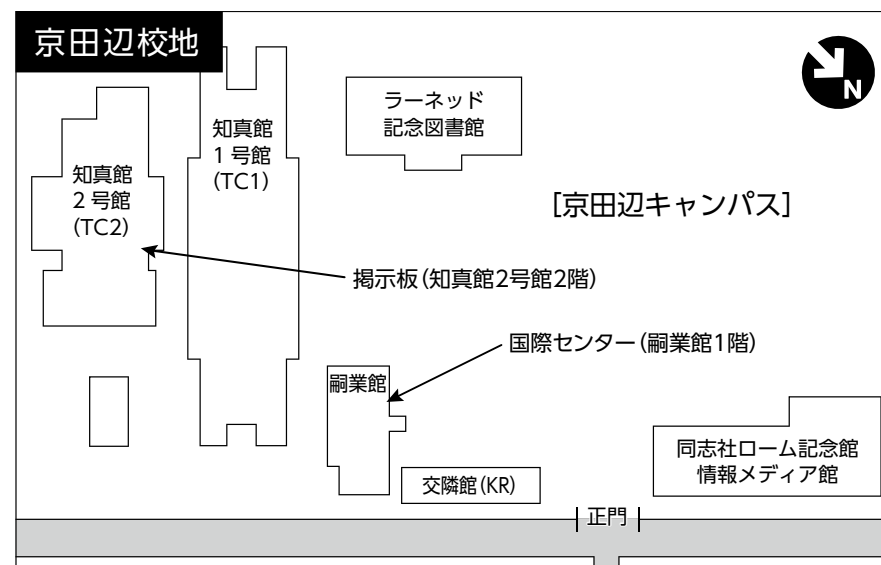 京田辺校地
N
ラーネッド
記念図書館
知真館
1 号館
(TC1)
知真館
2 号館
(TC2)
[京田辺キャンパス]
掲示板(知真館2号館2階)
国際センター(嗣業館1階)
嗣業館
同志社ローム記念館
情報メディア館
交隣館(KR)
正門